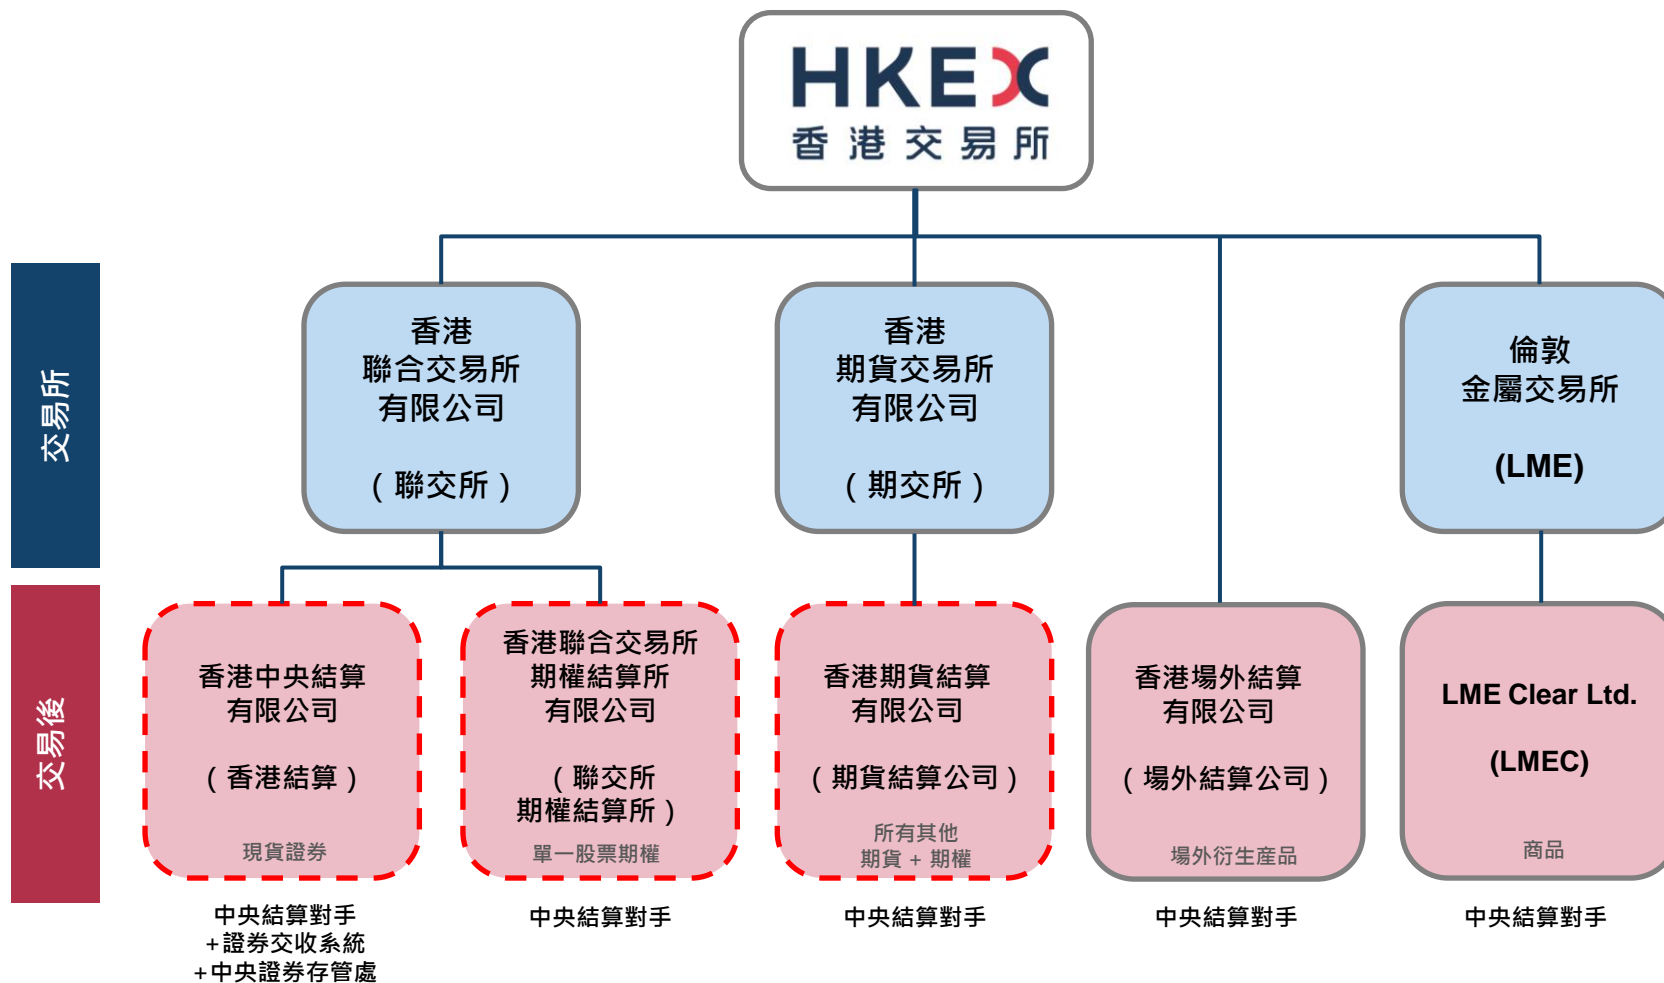 HKEX
香港交易所
交易所
香港
聯合交易所
有限公司
（聯交所）
香港
期貨交易所
有限公司
（期交所）
倫敦
金屬交易所
(LME)
交易後
香港中央結算
有限公司
（香港結算）
現貨證券
香港聯合交易所
期權結算所
有限公司
（聯交所
期權結算所）
單一股票期權
香港期貨結算
有限公司
（期貨結算公司）
所有其他
期貨 + 期權
香港場外結算
有限公司
（場外結算公司）
場外衍生產品
LME Clear Ltd.
(LMEC)
商品
中央結算對手
+證券交收系統
+中央證券存管處
中央結算對手
中央結算對手
中央結算對手
中央結算對手